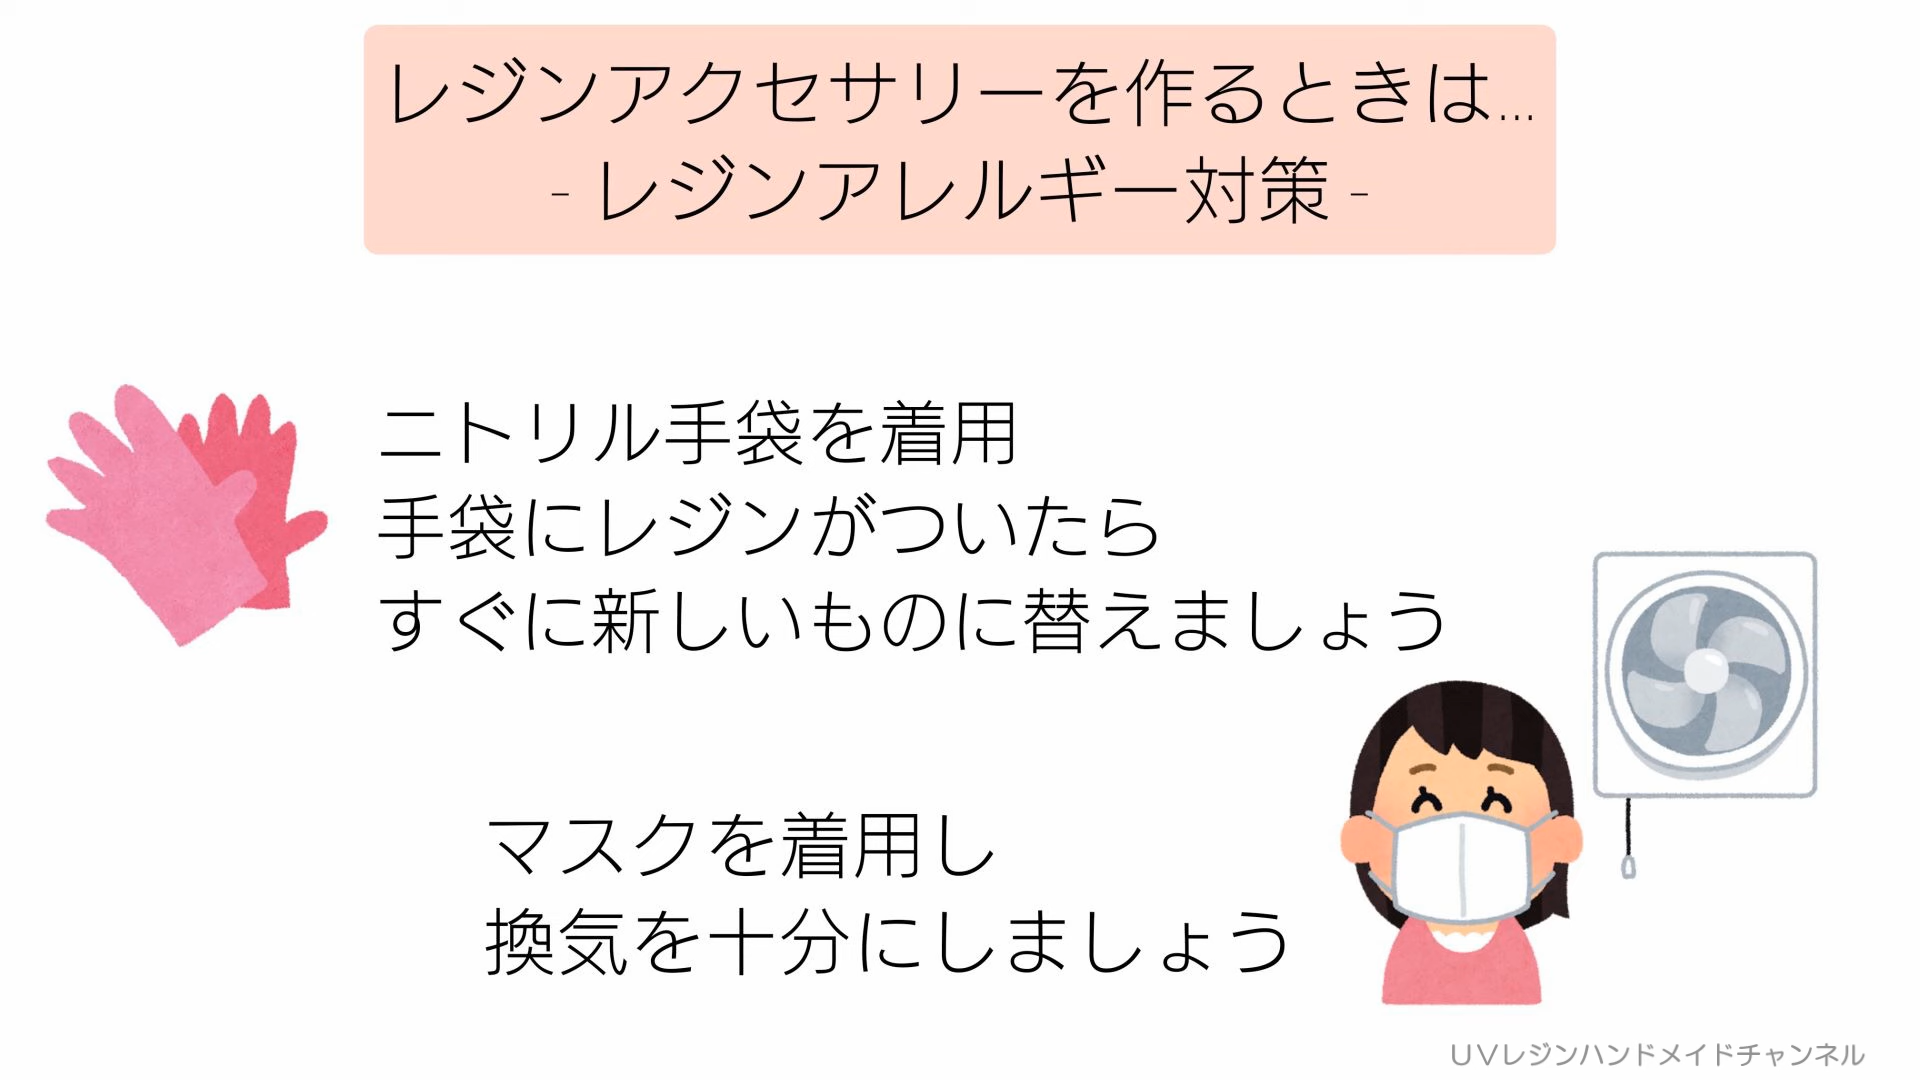 レジンアクセサリーを作るときは...
- レジンアレルギー対策 -
ニトリル手袋を着用
手袋にレジンがついたら
すぐに新しいものに替えましょう
マスクを着用し
換気を十分にしましょう
UVレジンハンドメイドチャンネル